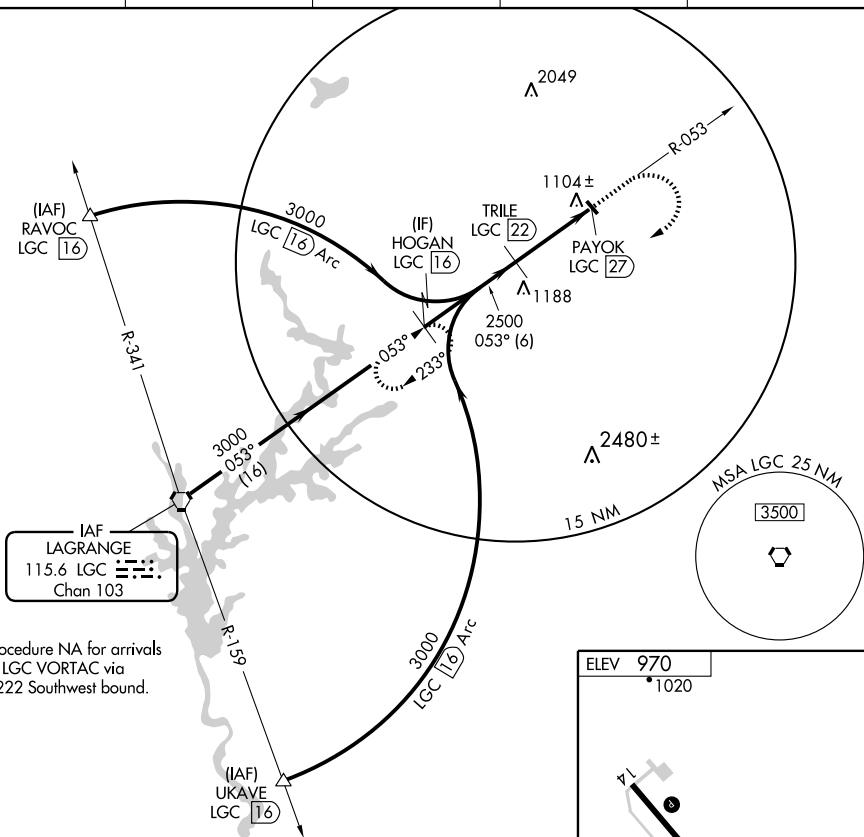 2049
R-053
1104±
(IAF)
RAVOC
LGC 16
3000
LGC 16 Arc
(IF)
HOGAN
LGC 16
TRILE
LGC 22
PAYOK
LGC 27
1188
2500
053° (6)
R-341
053°
233°
3000
053°
(16)
2480±
15 NM
MSA LGC 25 NM
3500
IAF
LAGRANGE
115.6 LGC
Chan 103
R-159
3000
LGC 16 Arc
ocedure NA for arrivals
LGC VORTAC via
222 Southwest bound.
(IAF)
UKAVE
LGC 16
ELEV 970
1020
14
P